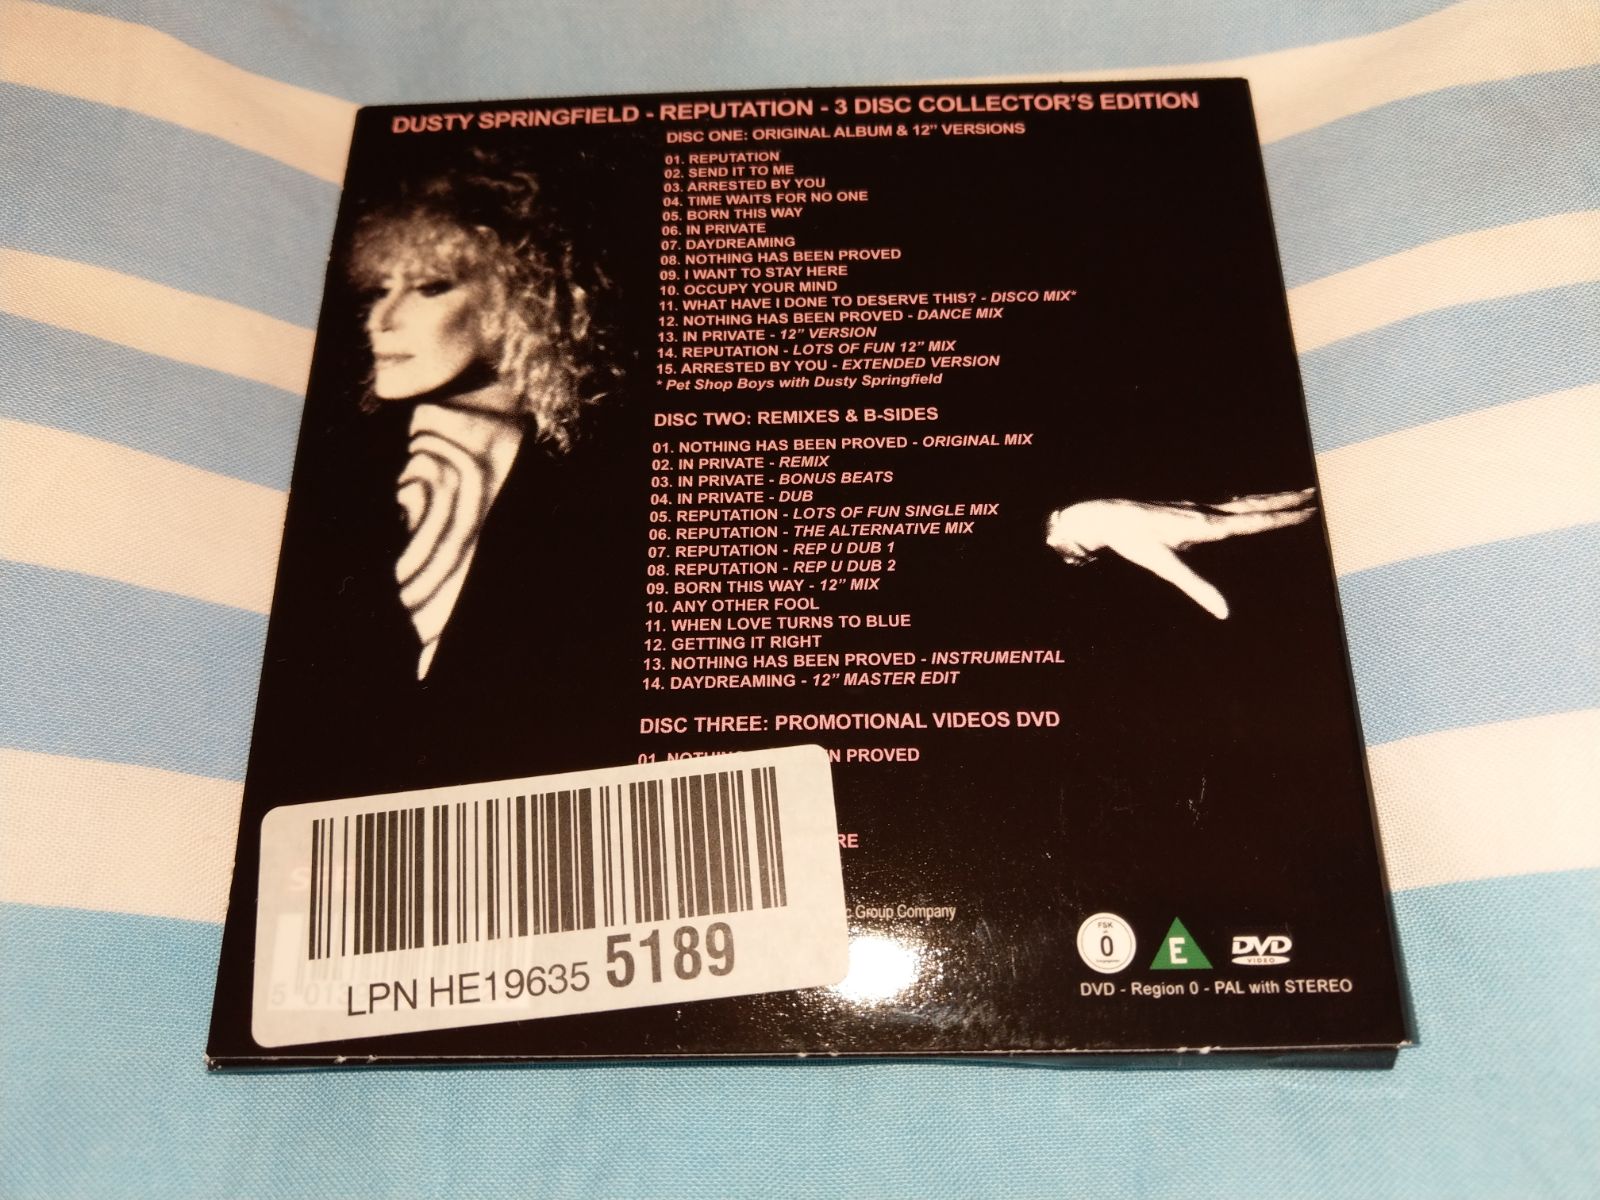 DUSTY SPRINGFIELD - REPUTATION - 3 DISC COLLECTOR'S EDITION
DISC ONE: ORIGINAL ALBUM & 12" VERSIONS
01. REPUTATION
02. SEND IT TO ME
03. ARRESTED BY YOU
04. TIME WAITS FOR NO ONE
05. BORN THIS WAY
06. IN PRIVATE
07. DAYDREAMING
08. NOTHING HAS BEEN PROVED
09. I WANT TO STAY HERE
10. OCCUPY YOUR MIND
11. WHAT HAVE I DONE TO DESERVE THIS? - DISCO MIX*
12. NOTHING HAS BEEN PROVED - DANCE MIX
13. IN PRIVATE - 12" VERSION
14. REPUTATION - LOTS OF FUN 12" MIX
15. ARRESTED BY YOU - EXTENDED VERSION
* Pet Shop Boys with Dusty Springfield
DISC TWO: REMIXES & B-SIDES
01. NOTHING HAS BEEN PROVED - ORIGINAL MIX
02. IN PRIVATE - REMIX
03. IN PRIVATE - BONUS BEATS
04. IN PRIVATE - DUB
05. REPUTATION - LOTS OF FUN SINGLE MIX
06. REPUTATION - THE ALTERNATIVE MIX
07. REPUTATION - REP U DUB 1
08. REPUTATION - REP U DUB 2
09. BORN THIS WAY - 12" MIX
10. ANY OTHER FOOL
11. WHEN LOVE TURNS TO BLUE
12. GETTING IT RIGHT
13. NOTHING HAS BEEN PROVED - INSTRUMENTAL
14. DAYDREAMING - 12" MASTER EDIT
DISC THREE: PROMOTIONAL VIDEOS DVD
01. NOTHING PROVED
RE
Group Company
LPN HE19635 5189
FSK
0
E
DVD
VIDEO
DVD - Region 0 - PAL with STEREO